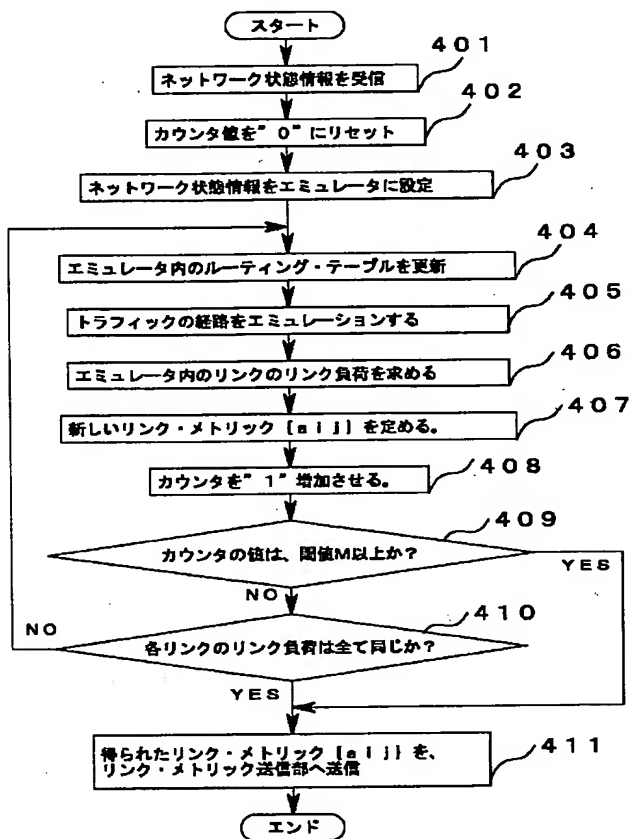 スタート
401
ネットワーク状態情報を受信
402
カウンタ値を"0"にリセット
403
ネットワーク状態情報をエミュレータに設定
404
エミュレータ内のルーティング・テーブルを更新
405
トラフィックの経路をエミュレーションする
406
エミュレータ内のリンクのリンク負荷を求める
407
新しいリンク・メトリック{aij}を定める。
408
カウンタを"1"増加させる。
409
カウンタの値は、閾値M以上か?
YES
NO
410
NO
各リンクのリンク負荷は全て同じか?
YES
411
得られたリンク・メトリック{aij}を、
リンク・メトリック送信部へ送信
エンド